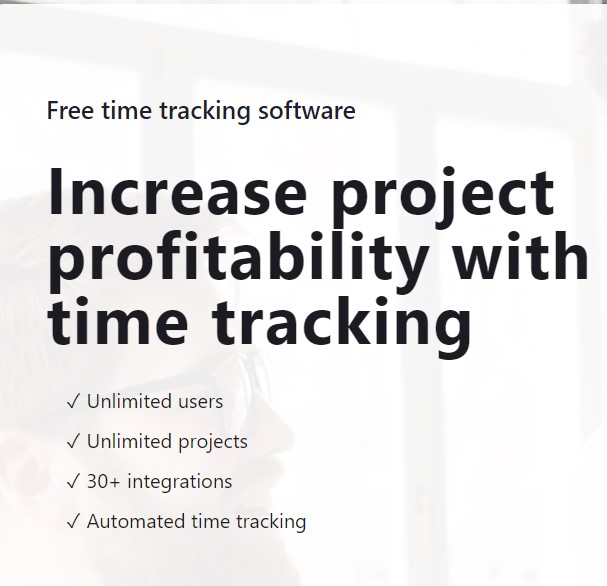 Free time tracking software
Increase project
profitability with
time tracking
✓ Unlimited users
✓ Unlimited projects
✓ 30+ integrations
✓ Automated time tracking